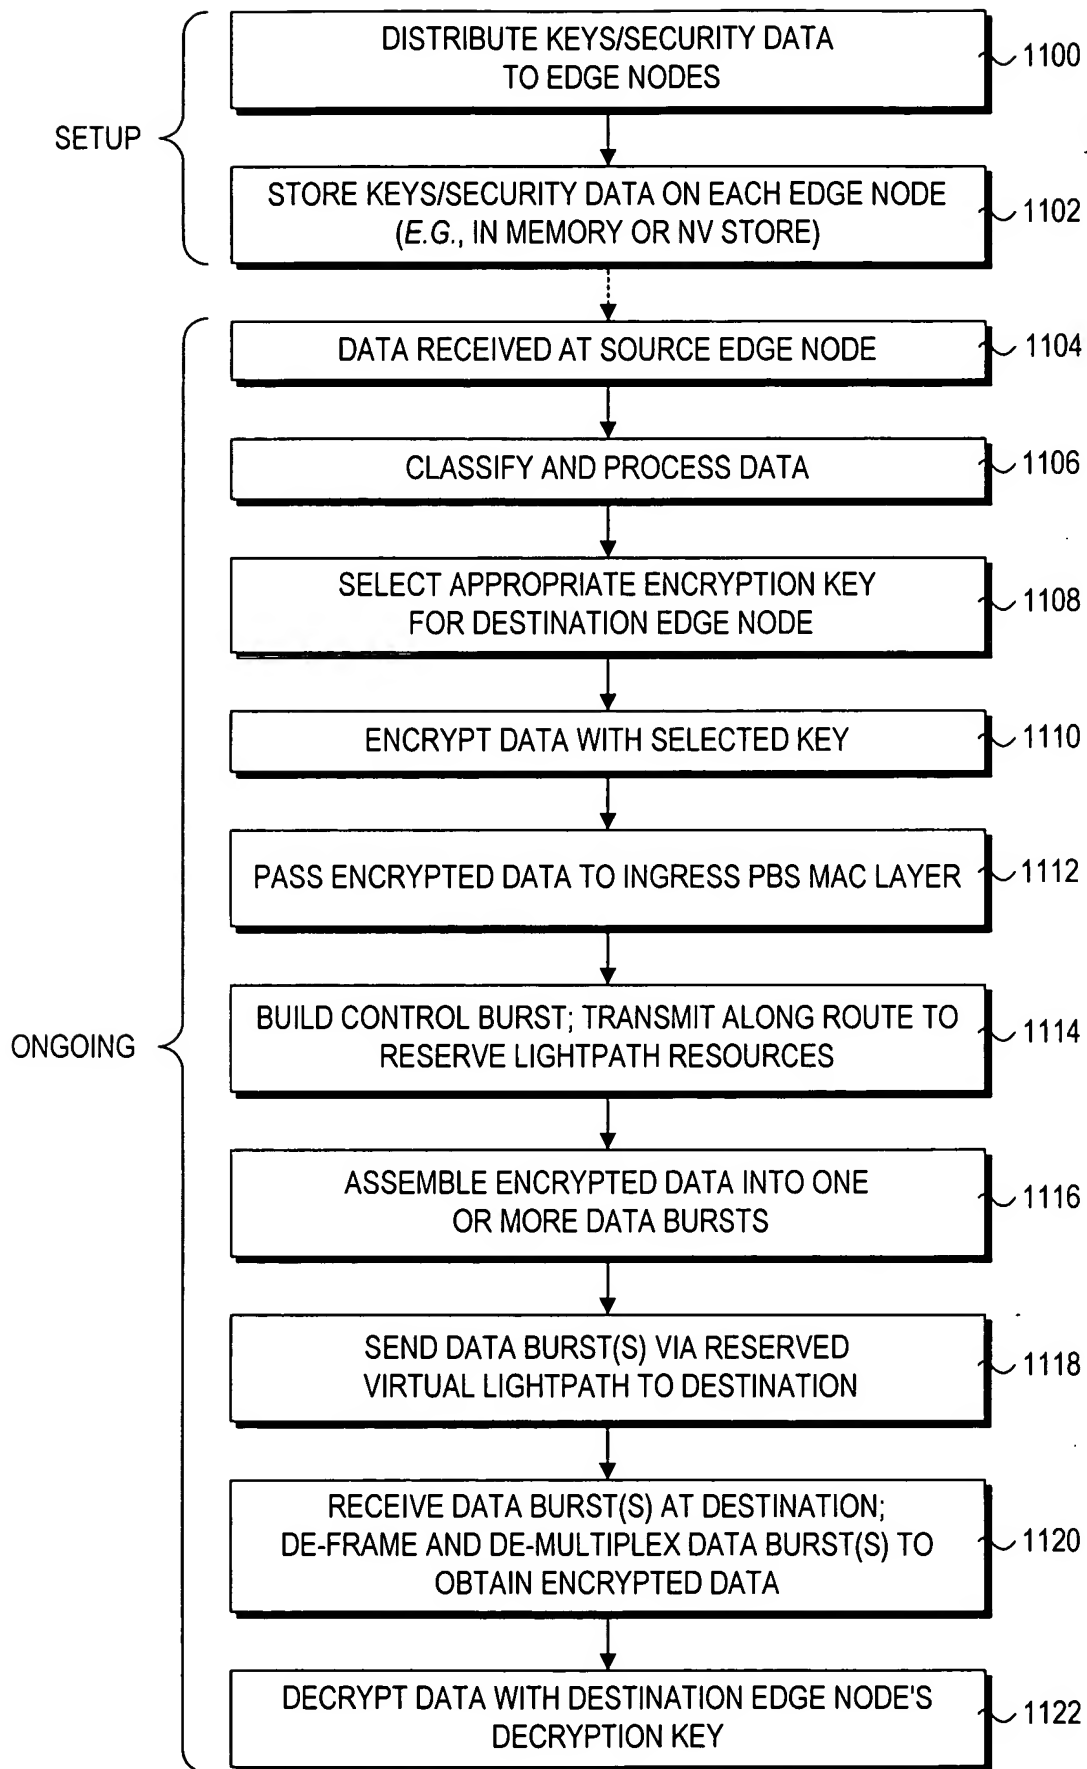 DISTRIBUTE KEYS/SECURITY DATA
TO EDGE NODES
1100
SETUP
STORE KEYS/SECURITY DATA ON EACH EDGE NODE
(E.G., IN MEMORY OR NV STORE)
1102
DATA RECEIVED AT SOURCE EDGE NODE
1104
CLASSIFY AND PROCESS DATA
1106
SELECT APPROPRIATE ENCRYPTION KEY
FOR DESTINATION EDGE NODE
1108
ENCRYPT DATA WITH SELECTED KEY
1110
PASS ENCRYPTED DATA TO INGRESS PBS MAC LAYER
1112
BUILD CONTROL BURST; TRANSMIT ALONG ROUTE TO
RESERVE LIGHTPATH RESOURCES
1114
ONGOING
ASSEMBLE ENCRYPTED DATA INTO ONE
OR MORE DATA BURSTS
1116
SEND DATA BURST(S) VIA RESERVED
VIRTUAL LIGHTPATH TO DESTINATION
1118
RECEIVE DATA BURST(S) AT DESTINATION;
DE-FRAME AND DE-MULTIPLEX DATA BURST(S) TO
OBTAIN ENCRYPTED DATA
1120
DECRYPT DATA WITH DESTINATION EDGE NODE'S
DECRYPTION KEY
1122